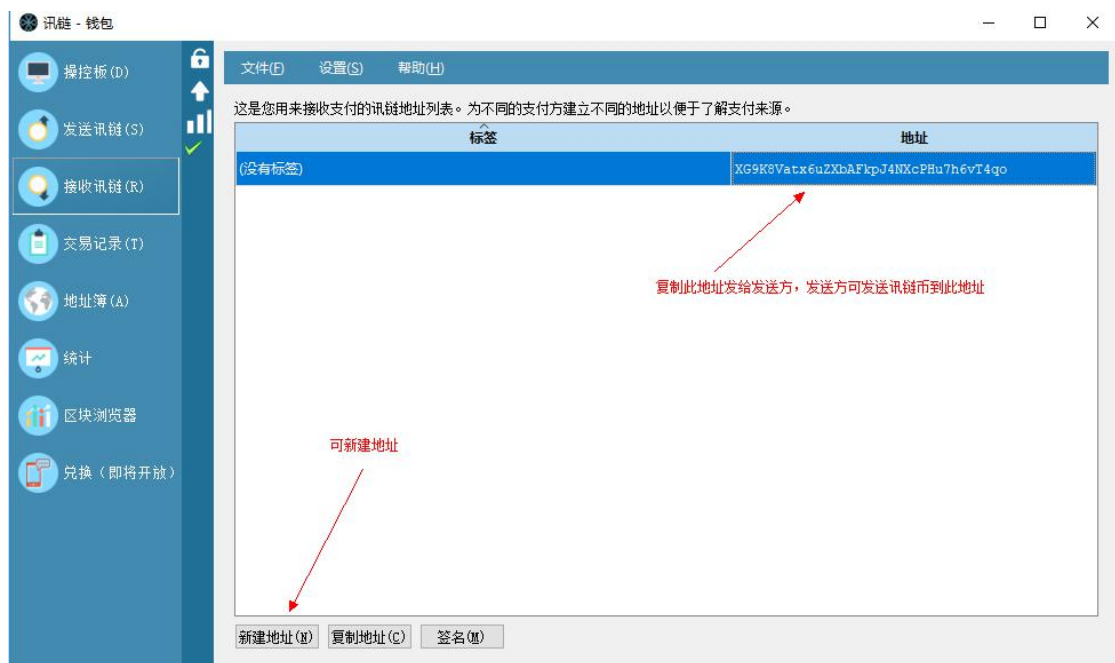 讯链 - 钱包
操控板(D)
发送讯链(S)
接收讯链(R)
交易记录(T)
地址簿(A)
统计
区块浏览器
兑换（即将开放）
文件(F) 设置(S) 帮助(H)
这是您用来接收支付的讯链地址列表。为不同的支付方建立不同的地址以便于了解支付来源。
标签 地址
(没有标签) XG9K8Vatx6uZXbAFkpJ4NXcPHu7h6vT4qo
复制此地址发给发送方，发送方可发送讯链币到此地址
可新建地址
新建地址(N) 复制地址(C) 签名(M)